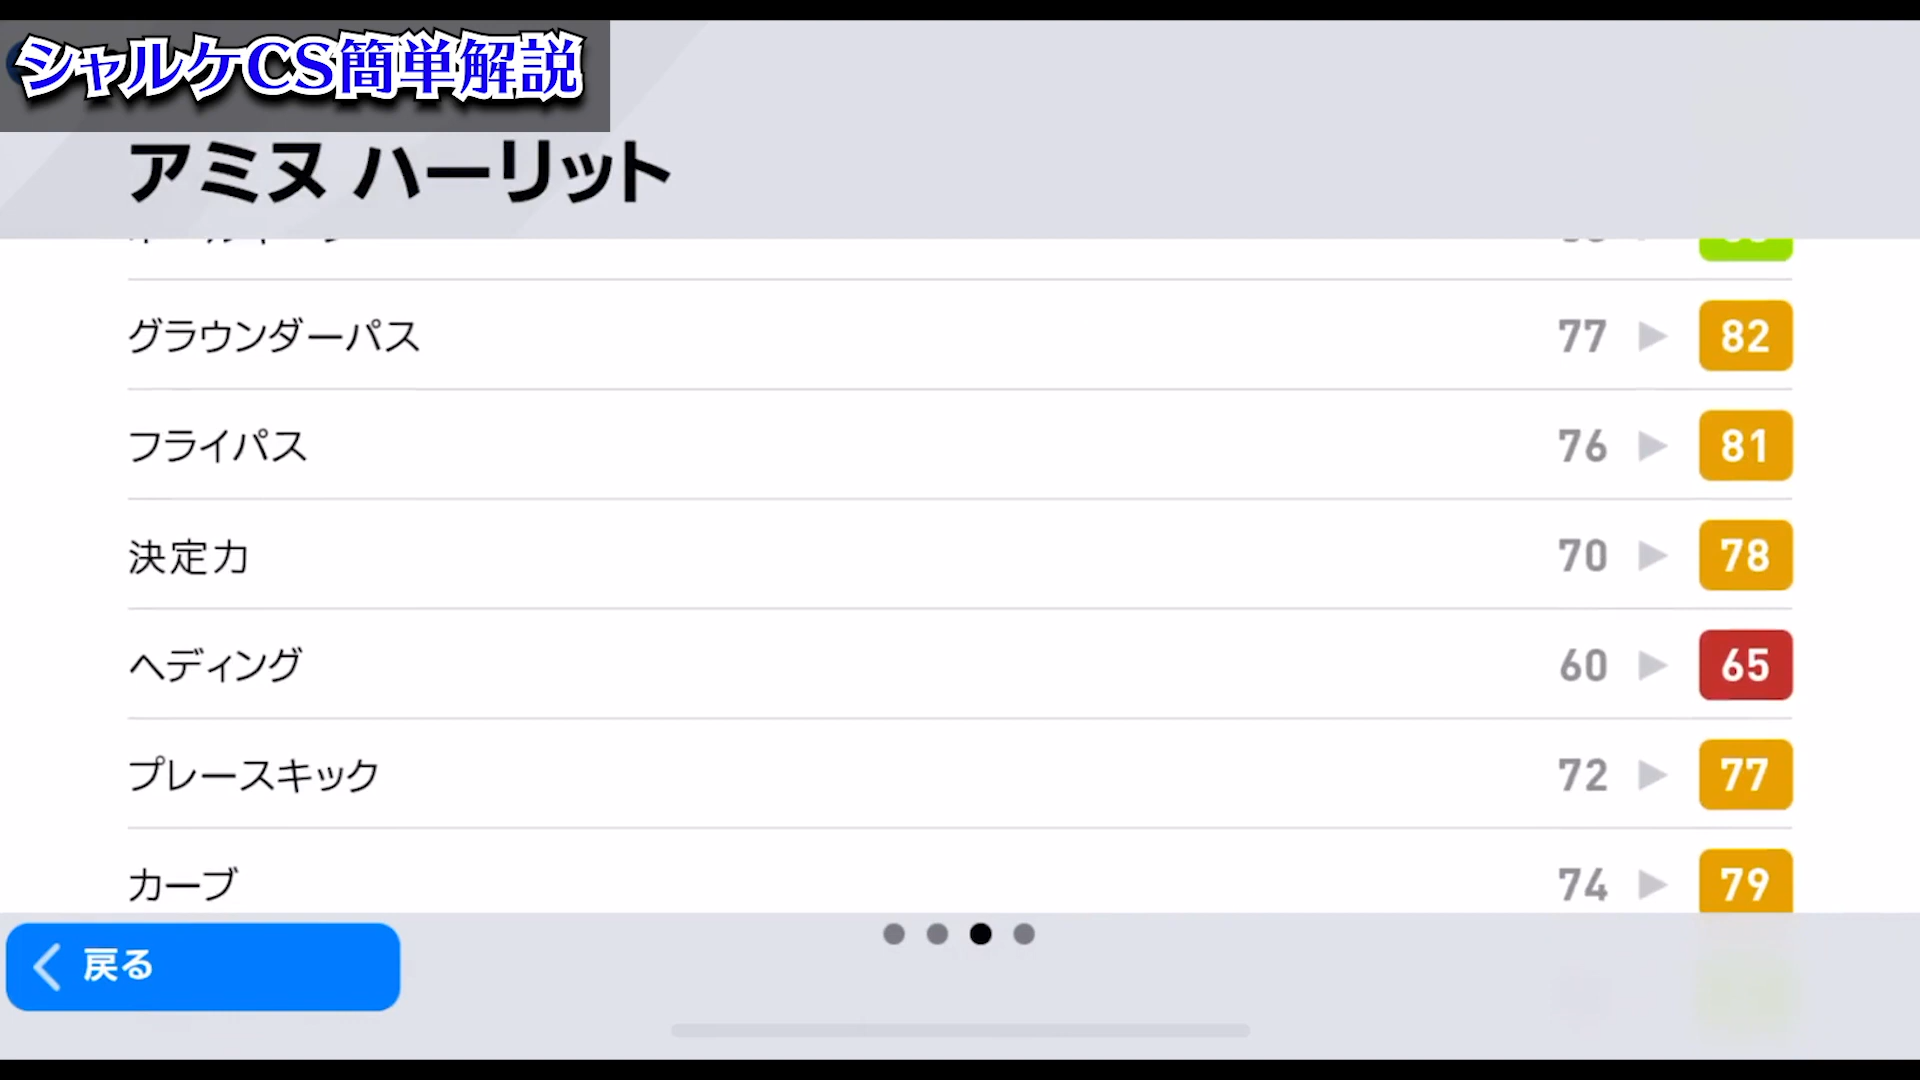 シャルケCS簡単解説
アミヌ ハーリット
グラウンダーパス 77 82
フライパス 76 81
決定力 70 78
ヘディング 60 65
プレースキック 72 77
カーブ 74 79
戻る